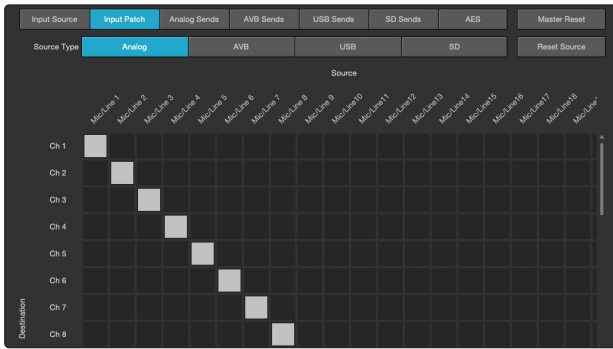 Input Source Input Patch Analog Sends AVB Sends USB Sends SD Sends AES Master Reset
Source Type Analog AVB USB SD Reset Source
Source
Mic/Line 1 Mic/Line 2 Mic/Line 3 Mic/Line 4 Mic/Line 5 Mic/Line 6 Mic/Line 7 Mic/Line 8 Mic/Line 9 Mic/Line10 Mic/Line11 Mic/Line12 Mic/Line13 Mic/Line14 Mic/Line15 Mic/Line16 Mic/Line17 Mic/Line18 Mic/Line
Ch 1
Ch 2
Ch 3
Ch 4
Ch 5
Ch 6
Ch 7
Ch 8
Destination